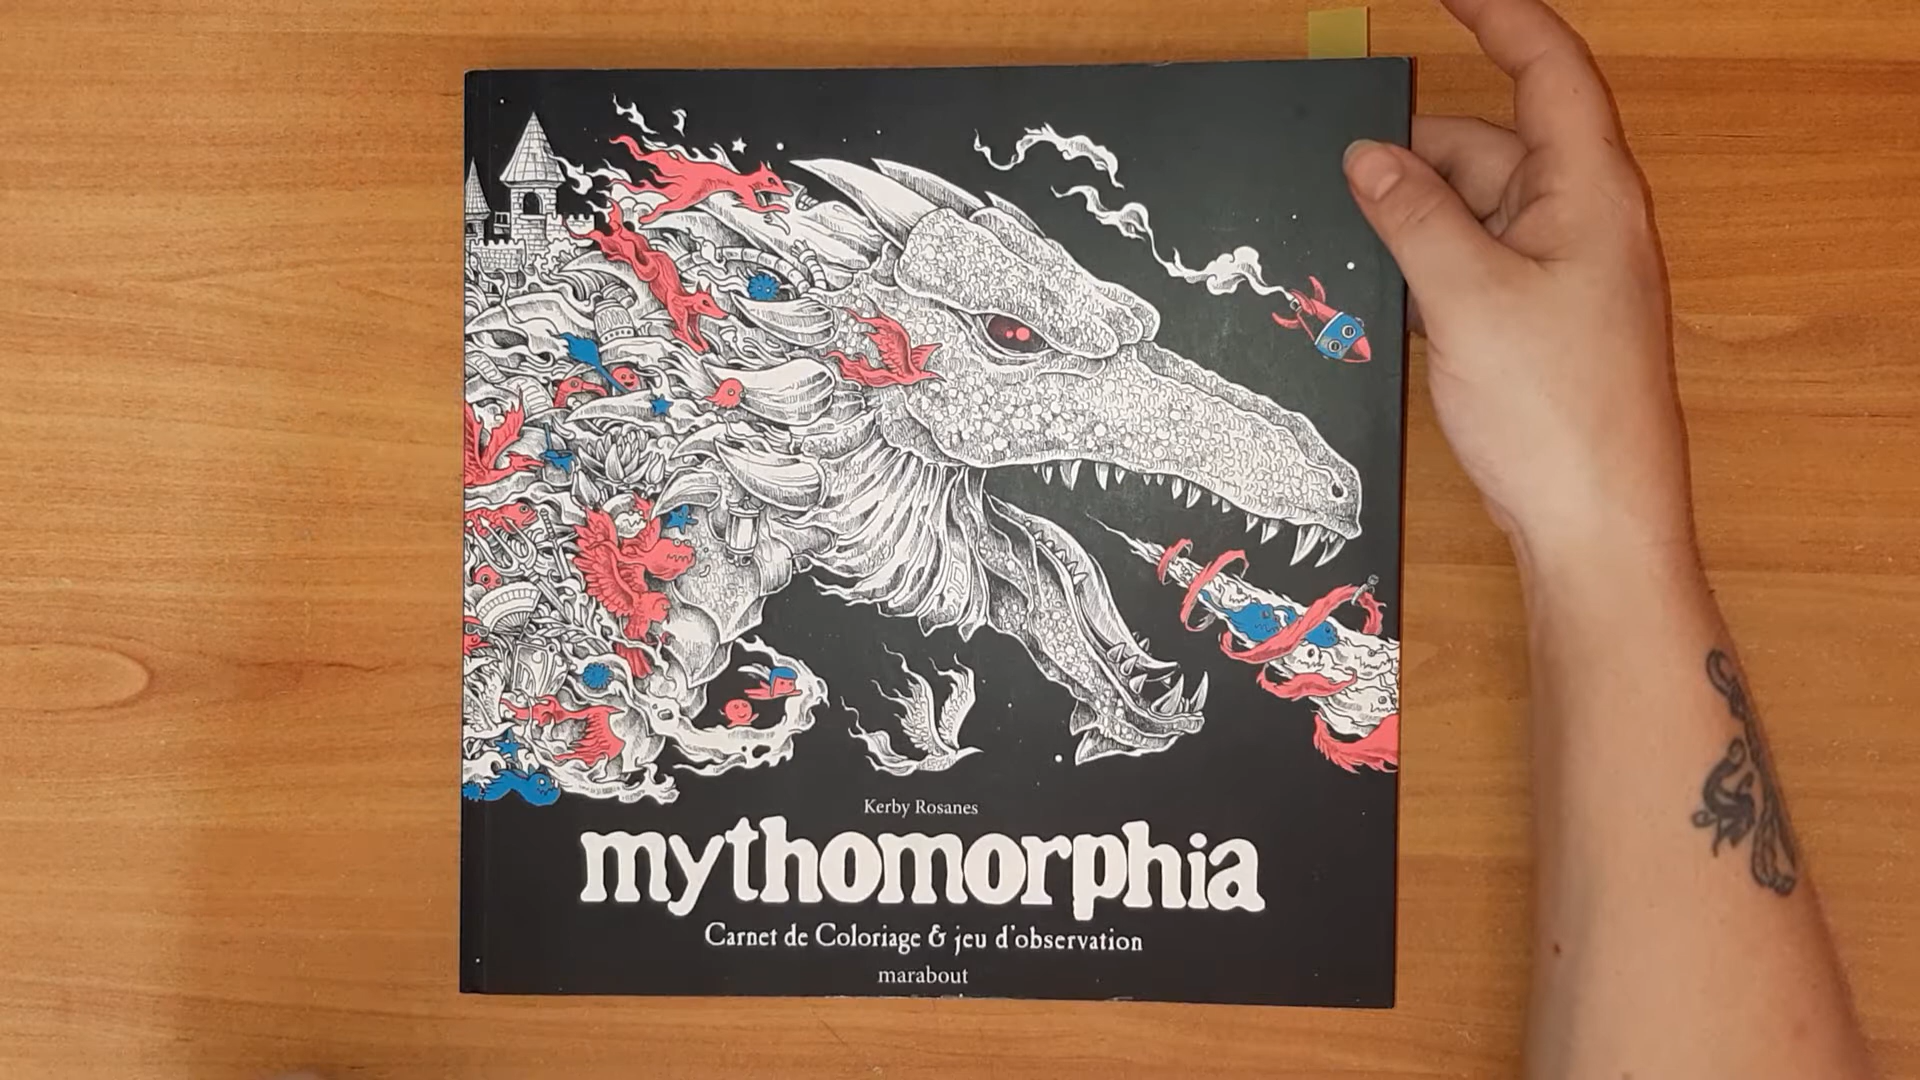 Kerby Rosanes
mythomorphia
Carnet de Coloriage & jeu d'observation
marabout